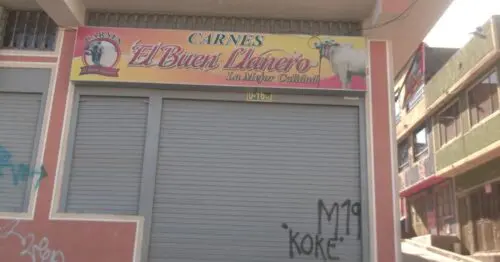 CARNES
El Buen Llanero
La Mejor Calidad
M19
KOKE